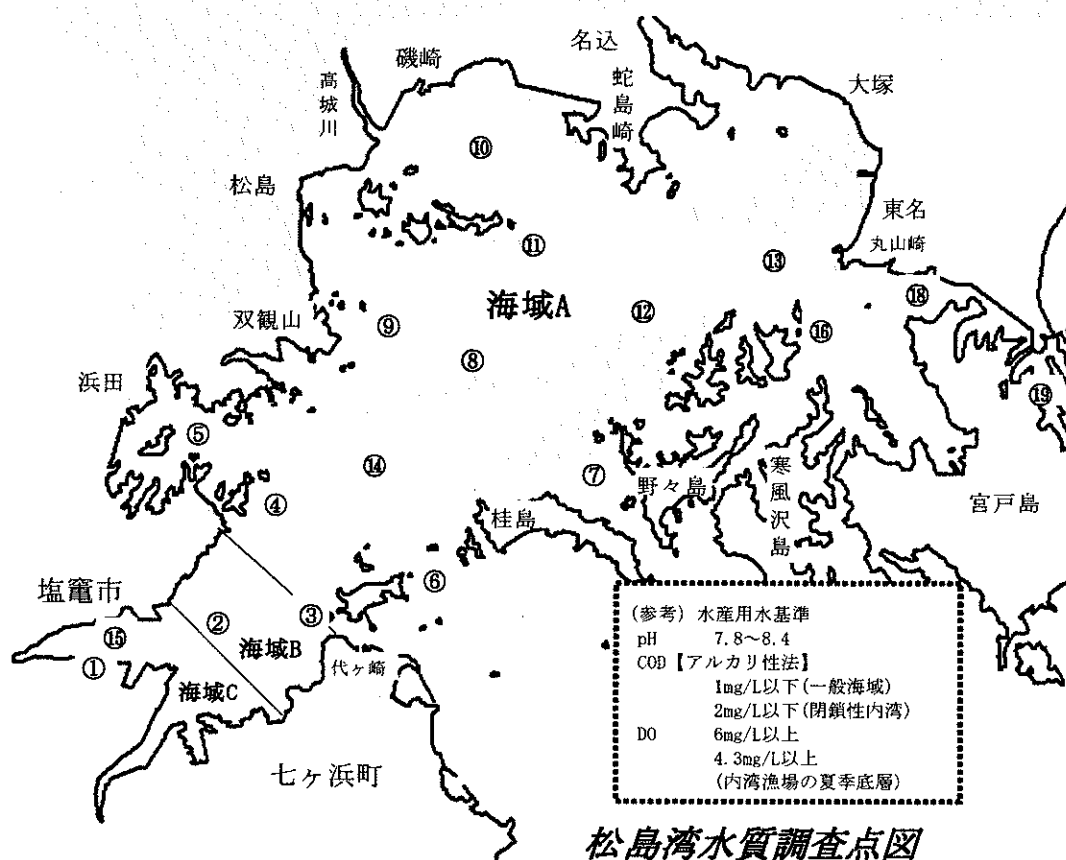 名込
磯崎
高城川
蛇島崎
大塚
⑩
松島
東名
丸山崎
⑪
⑬
⑱
海域A
双観山
⑨
⑫
⑯
⑧
浜田
⑲
⑤
⑭
⑦
野々島
寒風沢島
宮戸島
④
桂島
塩竈市
⑥
③
②
⑮
海域B
①
代ヶ崎
海域C
七ヶ浜町
(参考) 水産用水基準
pH 7.8~8.4
COD【アルカリ性法】
1mg/L以下(一般海域)
2mg/L以下(閉鎖性内湾)
DO 6mg/L以上
4.3mg/L以上
(内湾漁場の夏季底層)
松島湾水質調査点図